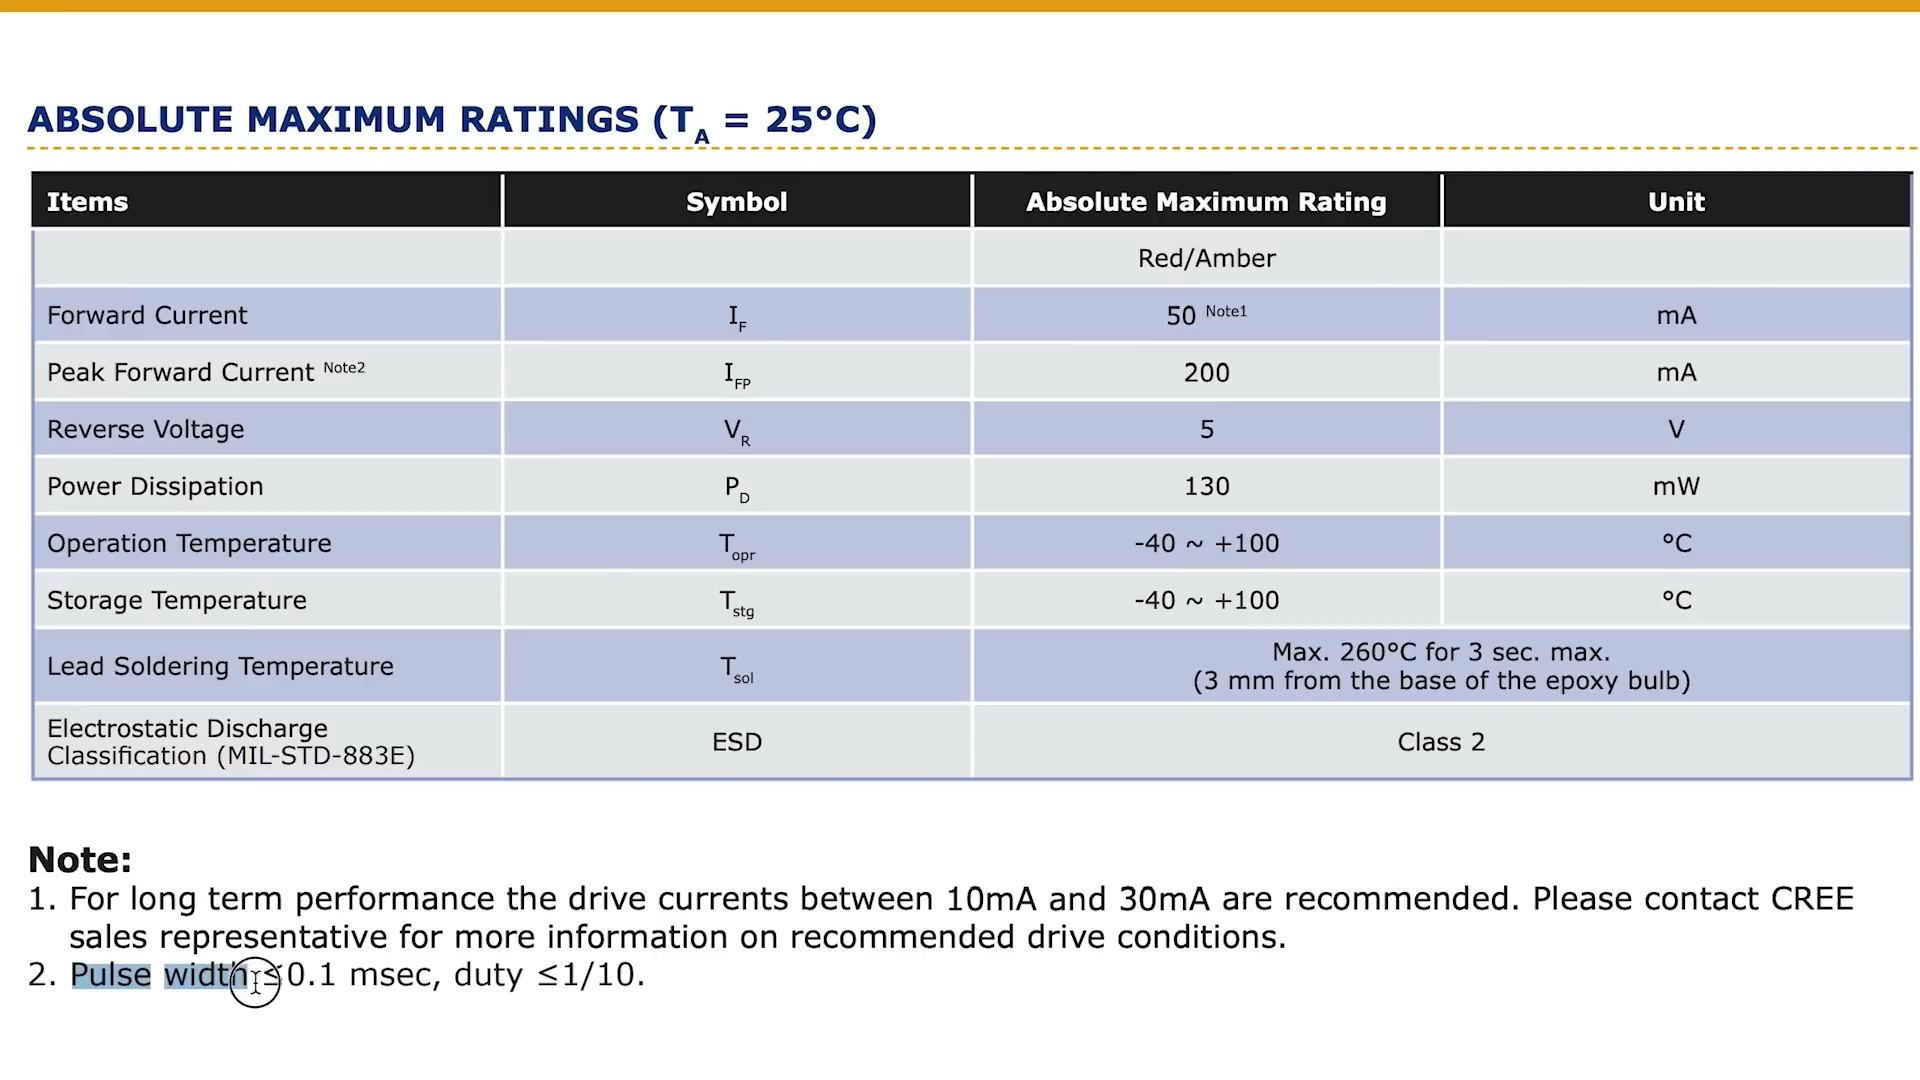 ABSOLUTE MAXIMUM RATINGS (TA = 25°C)
Items Symbol Absolute Maximum Rating Unit
Red/Amber
Forward Current IF 50 Note1 mA
Peak Forward Current Note2 IFP 200 mA
Reverse Voltage VR 5 V
Power Dissipation PD 130 mW
Operation Temperature Topr -40 ~ +100 °C
Storage Temperature Tstg -40 ~ +100 °C
Lead Soldering Temperature Tsol Max. 260°C for 3 sec. max.
(3 mm from the base of the epoxy bulb)
Electrostatic Discharge
Classification (MIL-STD-883E) ESD Class 2
Note:
1. For long term performance the drive currents between 10mA and 30mA are recommended. Please contact CREE
sales representative for more information on recommended drive conditions.
2. Pulse width ≤0.1 msec, duty ≤1/10.